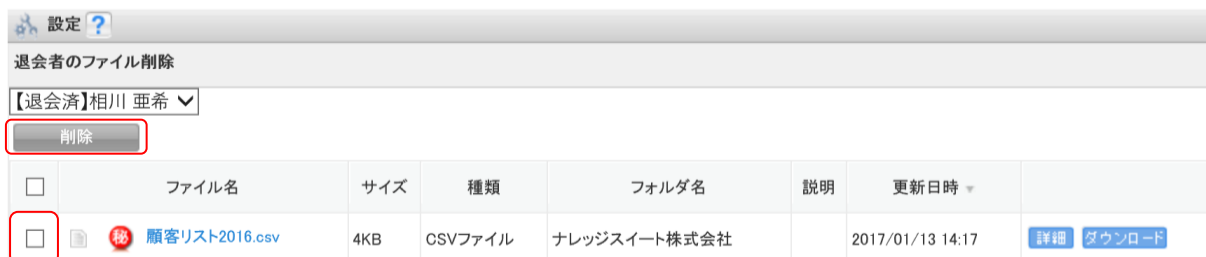 設定 ?
退会者のファイル削除
【退会済】相川 亜希
削除
ファイル名 サイズ 種類 フォルダ名 説明 更新日時
秘 顧客リスト2016.csv 4KB CSVファイル ナレッジスイート株式会社 2017/01/13 14:17 詳細 ダウンロード